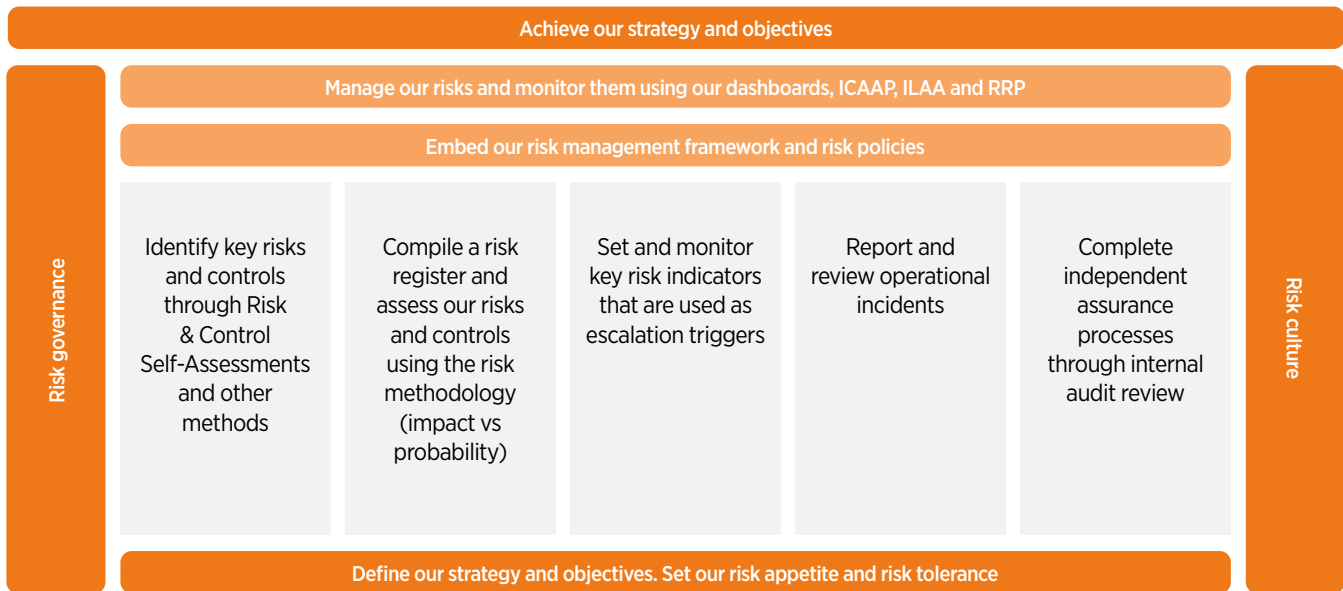 Achieve our strategy and objectives
Risk governance
Manage our risks and monitor them using our dashboards, ICAAP, ILAA and RRP
Embed our risk management framework and risk policies
Identify key risks
and controls
through Risk
& Control
Self-Assessments
and other
methods
Compile a risk
register and
assess our risks
and controls
using the risk
methodology
(impact vs
probability)
Set and monitor
key risk indicators
that are used as
escalation triggers
Report and
review operational
incidents
Complete
independent
assurance
processes
through internal
audit review
Risk culture
Define our strategy and objectives. Set our risk appetite and risk tolerance